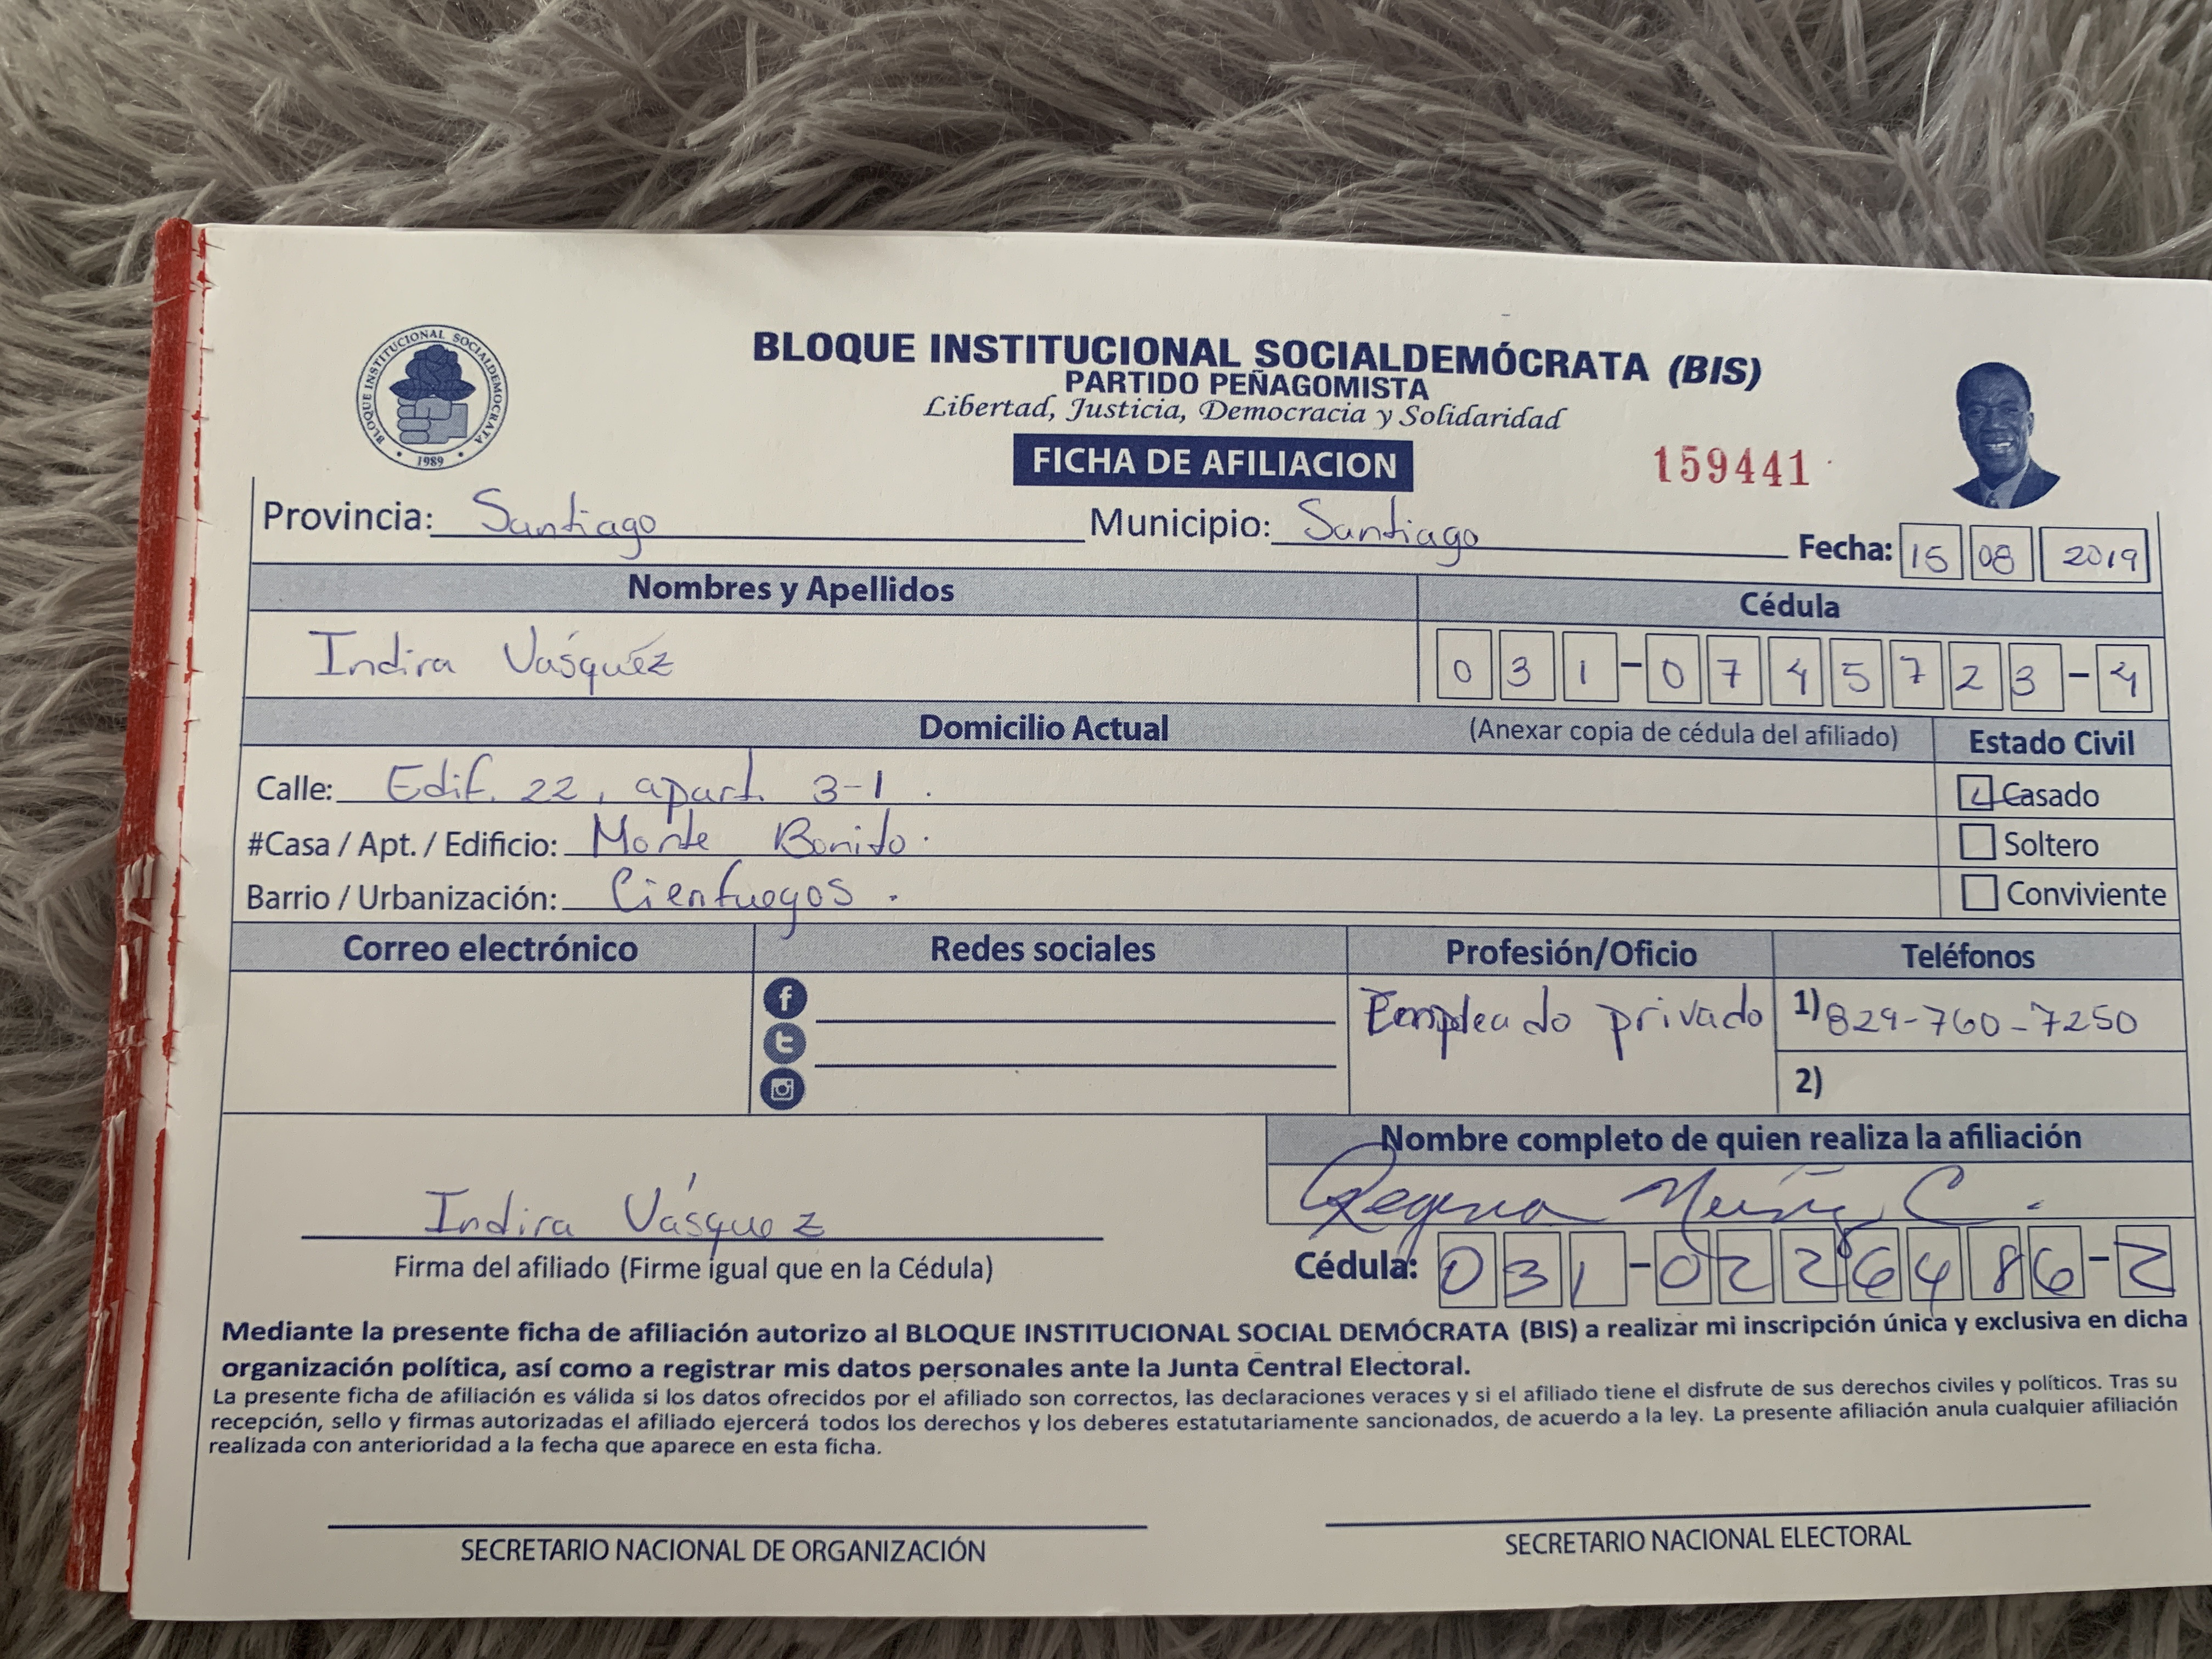 BLOQUE INSTITUCIONAL SOCIALDEMOCRATA
1989
BLOQUE INSTITUCIONAL SOCIALDEMÓCRATA (BIS)
PARTIDO PEÑAGOMISTA
Libertad, Justicia, Democracia y Solidaridad
FICHA DE AFILIACION
159441
Provincia: Santiago Municipio: Santiago Fecha: 15 08 2019
Nombres y Apellidos Cédula
Indira Vásquez 031-0745723-4
Domicilio Actual (Anexar copia de cédula del afiliado) Estado Civil
Calle: Edif. 22, apart. 3-1. Casado
#Casa / Apt. / Edificio: Monte Bonito. Soltero
Barrio / Urbanización: Cienfuegos. Conviviente
Correo electrónico Redes sociales Profesión/Oficio Teléfonos
Empleado privado 1) 829-760-7250
2)
Nombre completo de quien realiza la afiliación
Indira Vásquez C.
Firma del afiliado (Firme igual que en la Cédula) Cédula: 031-0226486-2
Mediante la presente ficha de afiliación autorizo al BLOQUE INSTITUCIONAL SOCIAL DEMÓCRATA (BIS) a realizar mi inscripción única y exclusiva en dicha
organización política, así como a registrar mis datos personales ante la Junta Central Electoral.
La presente ficha de afiliación es válida si los datos ofrecidos por el afiliado son correctos, las declaraciones veraces y si el afiliado tiene el disfrute de sus derechos civiles y políticos. Tras su
recepción, sello y firmas autorizadas el afiliado ejercerá todos los derechos y los deberes estatutariamente sancionados, de acuerdo a la ley. La presente afiliación anula cualquier afiliación
realizada con anterioridad a la fecha que aparece en esta ficha.
SECRETARIO NACIONAL DE ORGANIZACIÓN SECRETARIO NACIONAL ELECTORAL